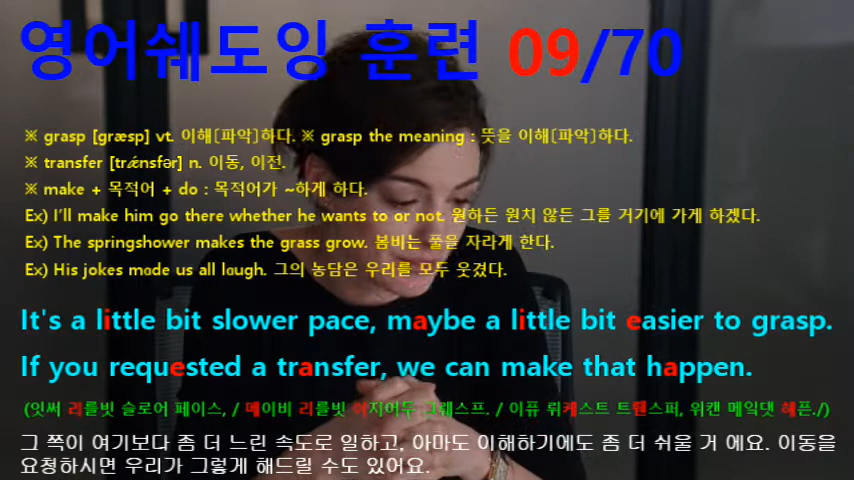 영어쉐도잉 훈련 09/70
※ grasp [græsp] vt. 이해[파악]하다. ※ grasp the meaning : 뜻을 이해[파악]하다.
※ transfer [trǽnsfər] n. 이동, 이전.
※ make + 목적어 + do : 목적어가 ~하게 하다.
Ex) I'll make him go there whether he wants to or not. 원하든 원치 않든 그를 거기에 가게 하겠다.
Ex) The springshower makes the grass grow. 봄비는 풀을 자라게 한다.
Ex) His jokes made us all laugh. 그의 농담은 우리를 모두 웃겼다.
It's a little bit slower pace, maybe a little bit easier to grasp.
If you requested a transfer, we can make that happen.
(잇써 리를빗 슬로어 페이스, / 메이비 리를빗 이지어두 그뤠스프. / 이퓨 뤼퀘스트 트뤤스퍼, 위캔 메잌댓 해픈./)
그 쪽이 여기보다 좀 더 느린 속도로 일하고, 아마도 이해하기에도 좀 더 쉬울 거 에요. 이동을
요청하시면 우리가 그렇게 해드릴 수도 있어요.